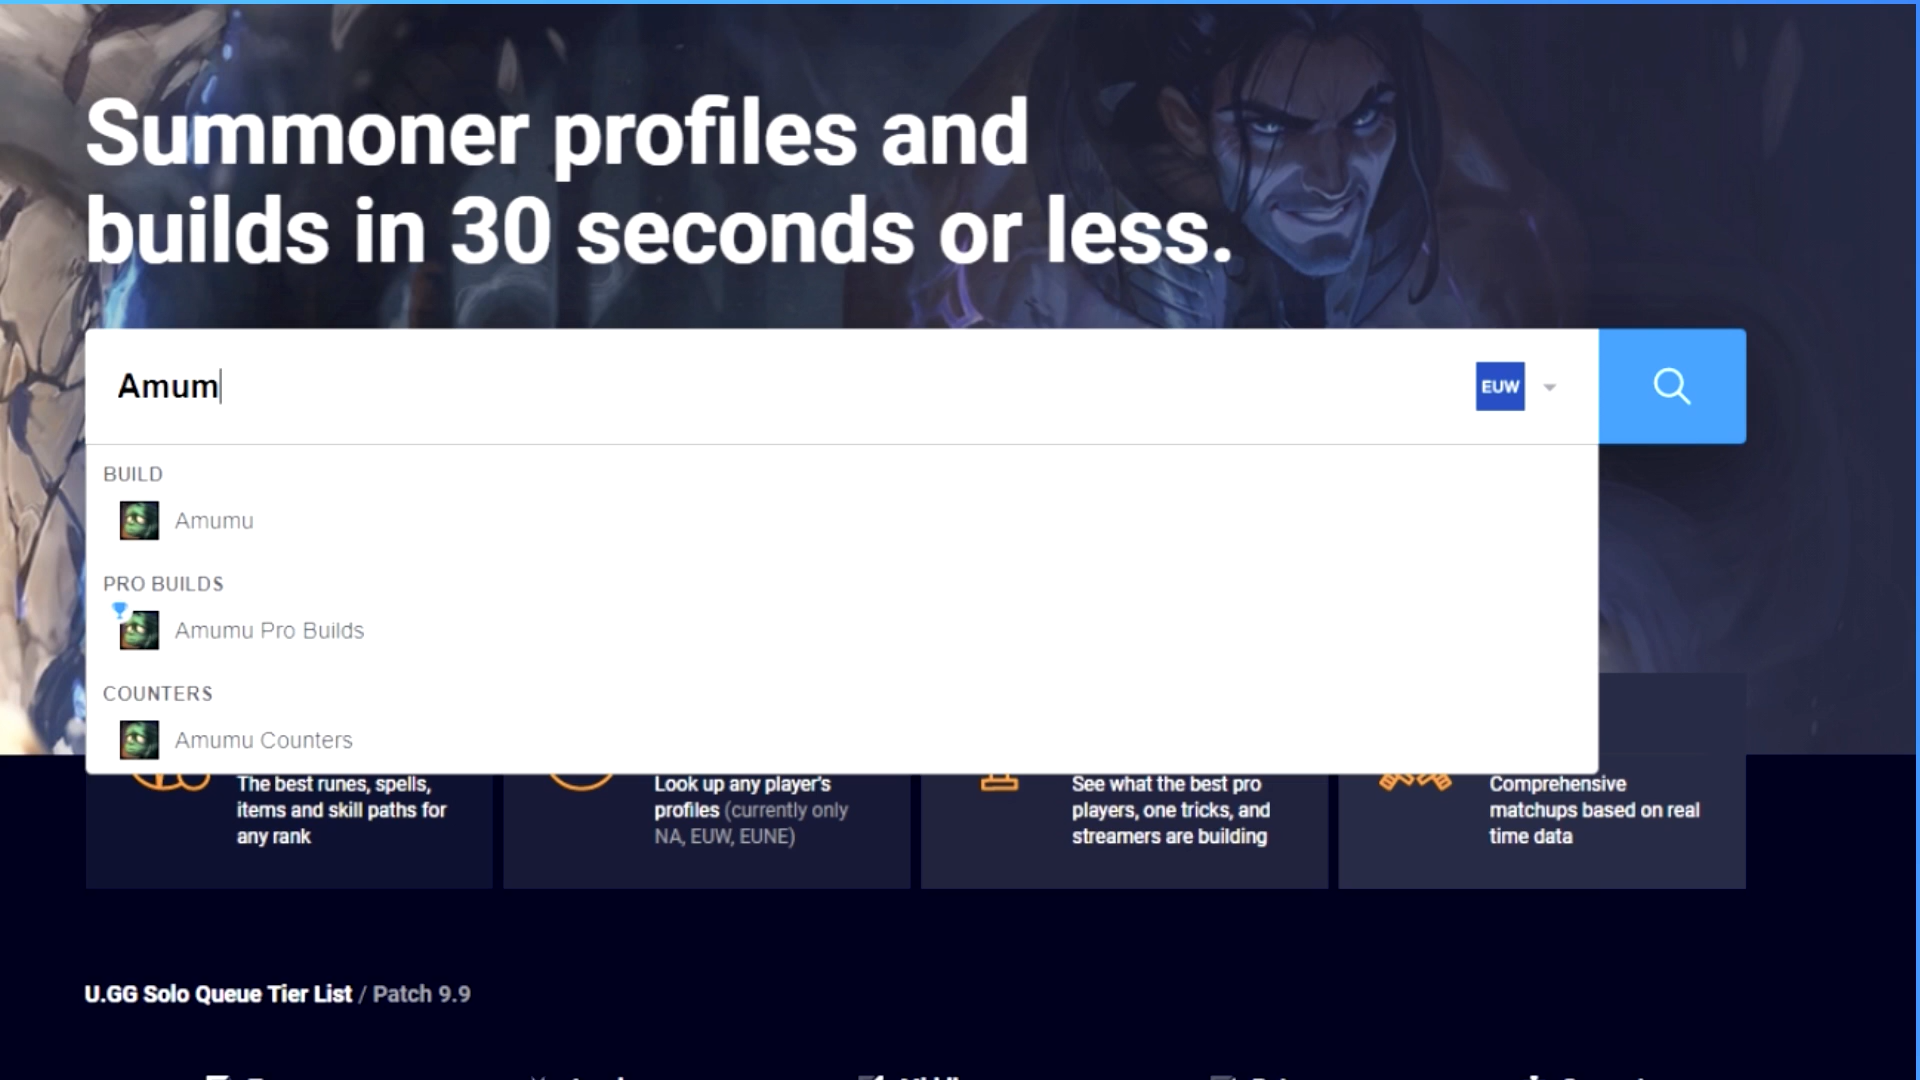 Summoner profiles and
builds in 30 seconds or less.
Amum
EUW
BUILD
Amumu
PRO BUILDS
Amumu Pro Builds
COUNTERS
Amumu Counters
The best runes, spells,
items and skill paths for
any rank
Look up any player's
profiles (currently only
NA, EUW, EUNE)
See what the best pro
players, one tricks, and
streamers are building
Comprehensive
matchups based on real
time data
U.GG Solo Queue Tier List / Patch 9.9